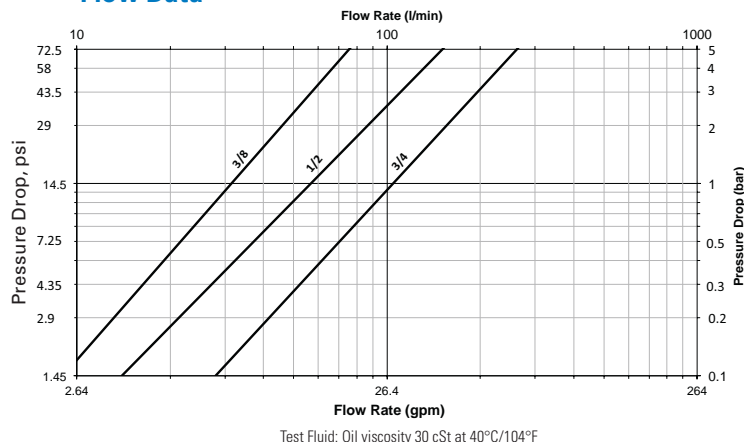 Flow Data
Flow Rate (l/min)
10 100 1000
72.5 5
58 4
43.5 3
29 2
14.5 1
7.25 0.5
4.35 0.3
2.9 0.2
1.45 0.1
3/8
1/2
3/4
Pressure Drop, psi
Pressure Drop (bar)
2.64 26.4 264
Flow Rate (gpm)
Test Fluid: Oil viscosity 30 cSt at 40°C/104°F